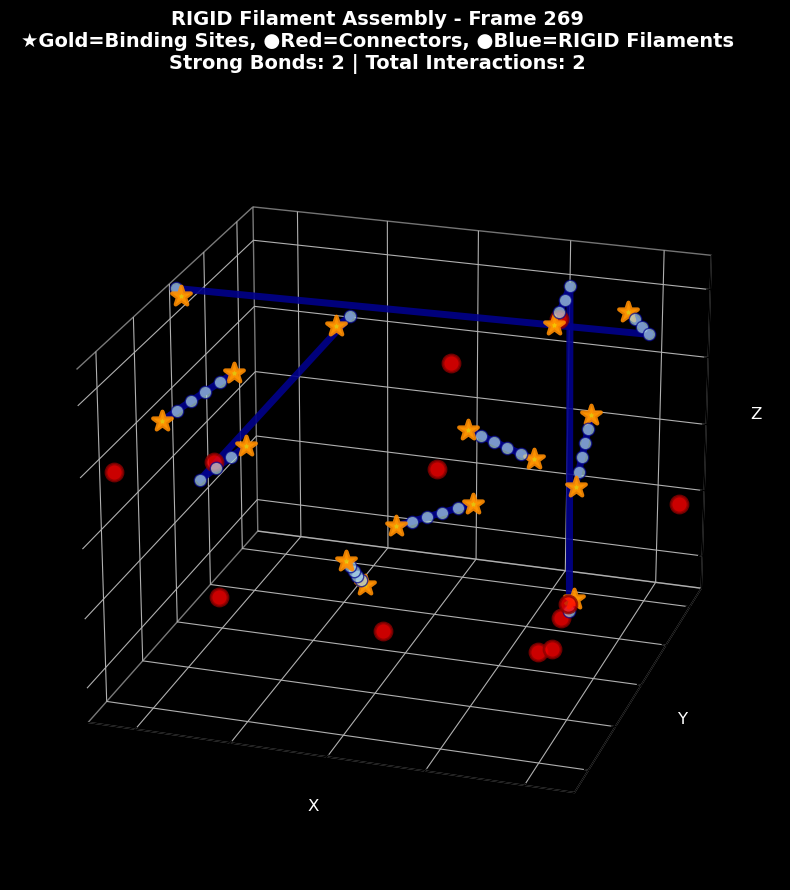 RIGID Filament Assembly - Frame 269
★Gold=Binding Sites, ●Red=Connectors, ●Blue=RIGID Filaments
Strong Bonds: 2 | Total Interactions: 2
Z
Y
X